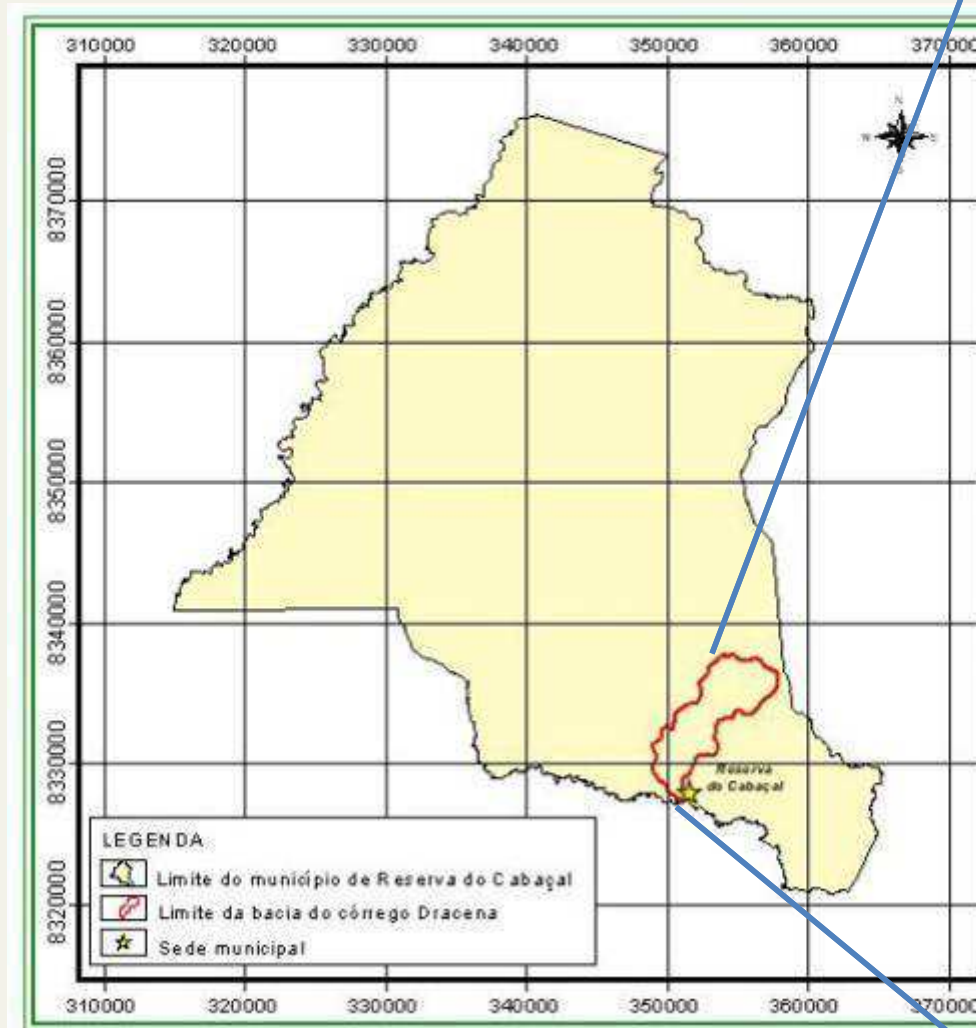 310000 320000 330000 340000 350000 360000 370000
N
W
S
8370000
8360000
8350000
8340000
8330000
8320000
Reserva
do Cabaçal
LEGENDA
Limite do município de Reserva do Cabaçal
Limite da bacia do córrego Dracena
Sede municipal
310000 320000 330000 340000 350000 360000 370000